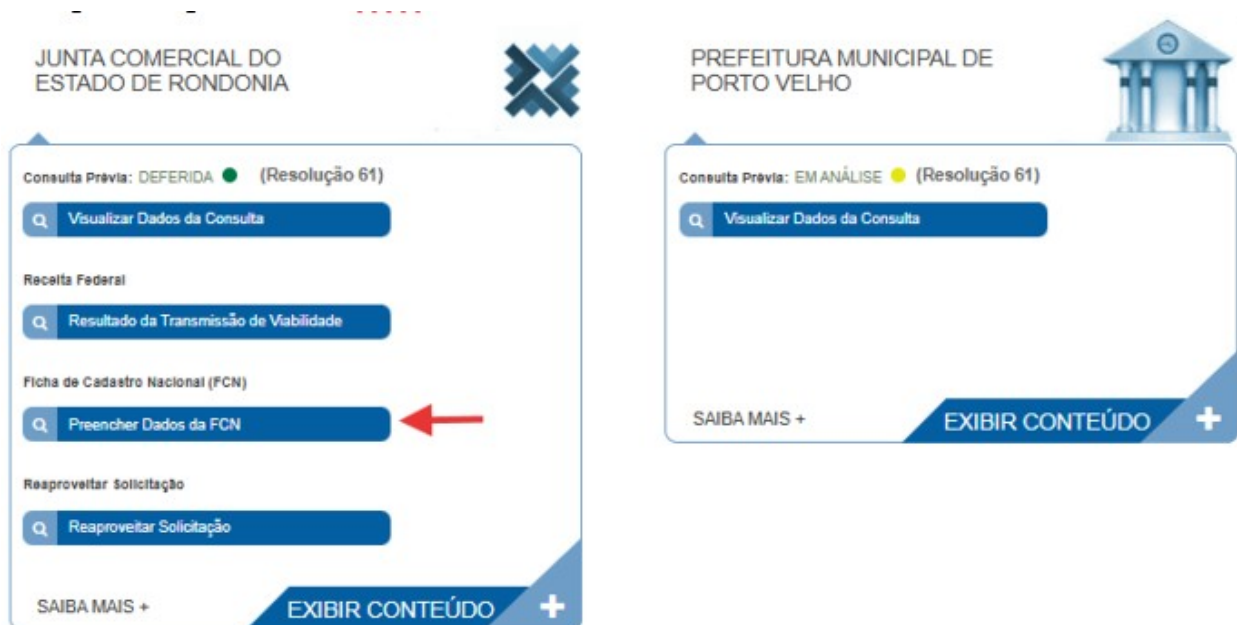 JUNTA COMERCIAL DO
ESTADO DE RONDONIA
Consulta Prévia: DEFERIDA (Resolução 61)
Visualizar Dados da Consulta
Receita Federal
Resultado da Transmissão de Viabilidade
Ficha de Cadastro Nacional (FCN)
Preencher Dados da FCN
Reaproveitar Solicitação
Reaproveitar Solicitação
SAIBA MAIS +
EXIBIR CONTEÚDO +
PREFEITURA MUNICIPAL DE
PORTO VELHO
Consulta Prévia: EM ANÁLISE (Resolução 61)
Visualizar Dados da Consulta
SAIBA MAIS +
EXIBIR CONTEÚDO +